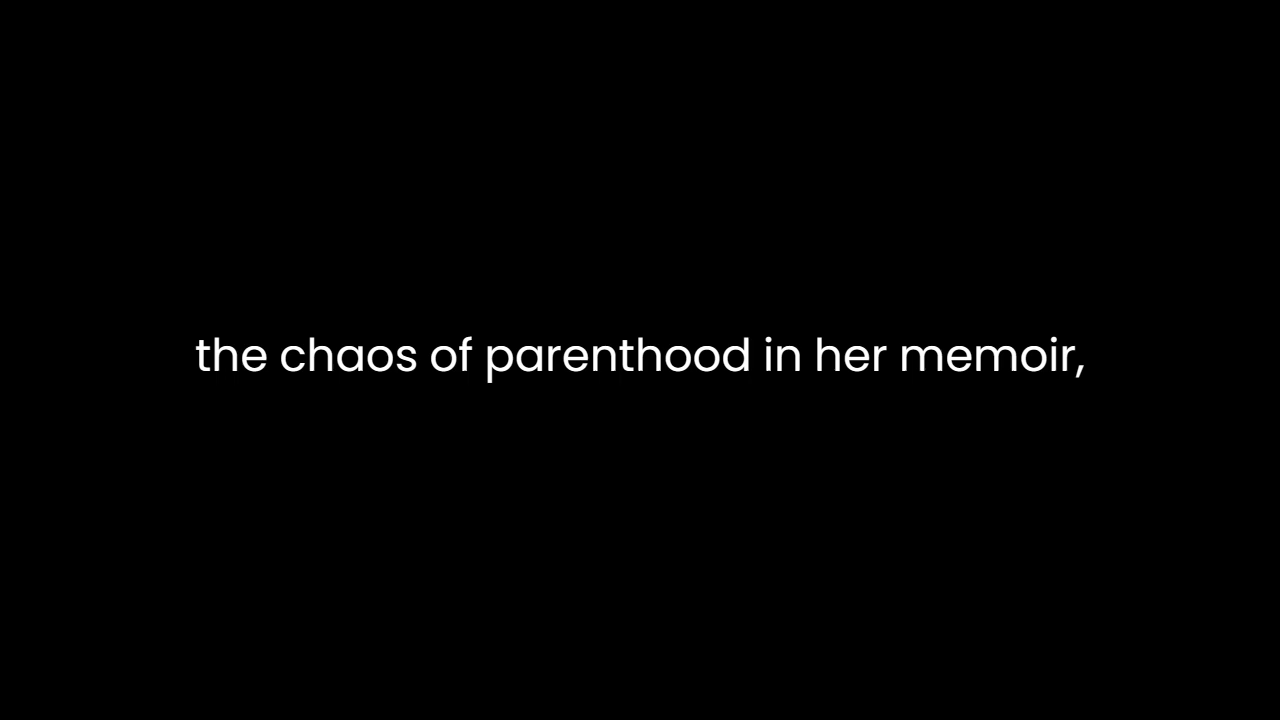 the chaos of parenthood in her memoir,